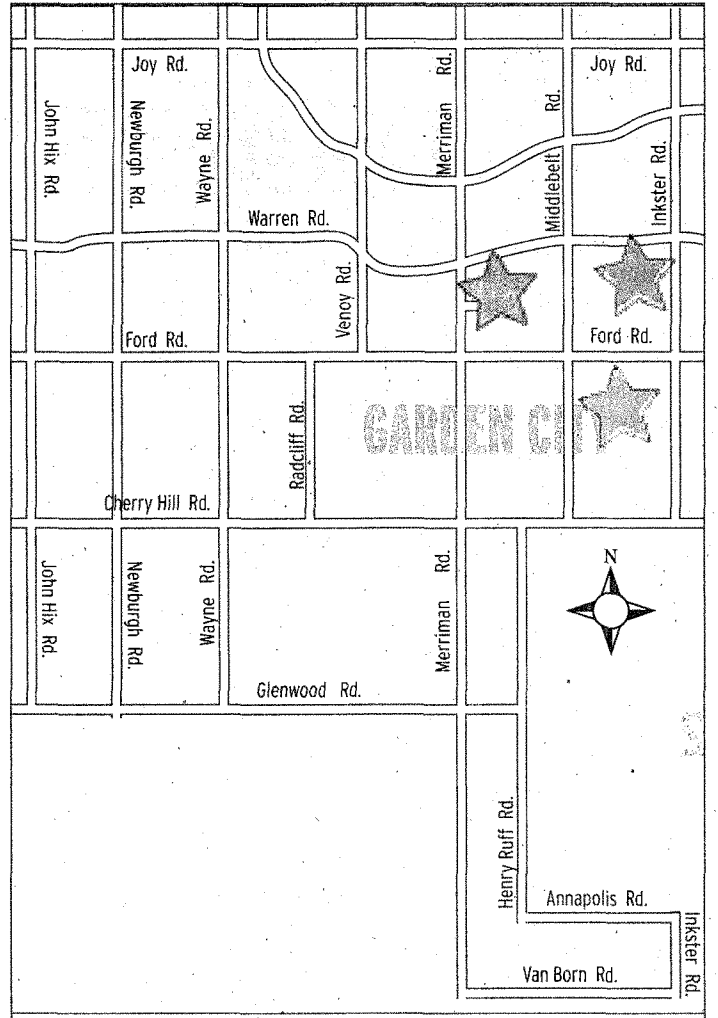 Joy Rd.
Joy Rd.
John Hix Rd.
Newburgh Rd.
Wayne Rd.
Merriman Rd.
Middlebelt Rd.
Inkster Rd.
Warren Rd.
Venoy Rd.
Ford Rd.
Ford Rd.
Radcliff Rd.
GARDEN CITY
Cherry Hill Rd.
John Hix Rd.
Newburgh Rd.
Wayne Rd.
Merriman Rd.
N
Glenwood Rd.
Henry Ruff Rd.
Annapolis Rd.
Inkster Rd.
Van Born Rd.